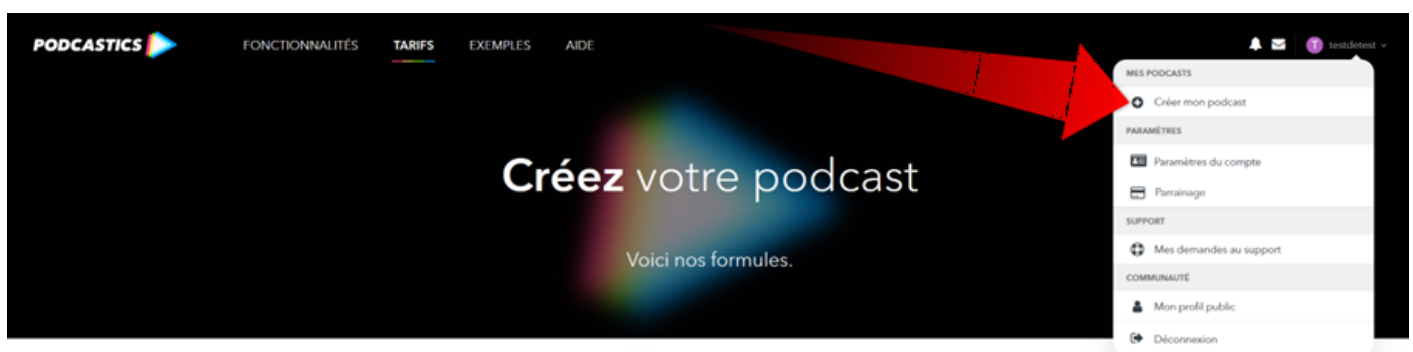 PODCASTICS
FONCTIONNALITÉS TARIFS EXEMPLES AIDE
T testdetest
MES PODCASTS
Créer mon podcast
PARAMÈTRES
Paramètres du compte
Parrainage
SUPPORT
Mes demandes au support
COMMUNAUTÉ
Mon profil public
Déconnexion
Créez votre podcast
Voici nos formules.